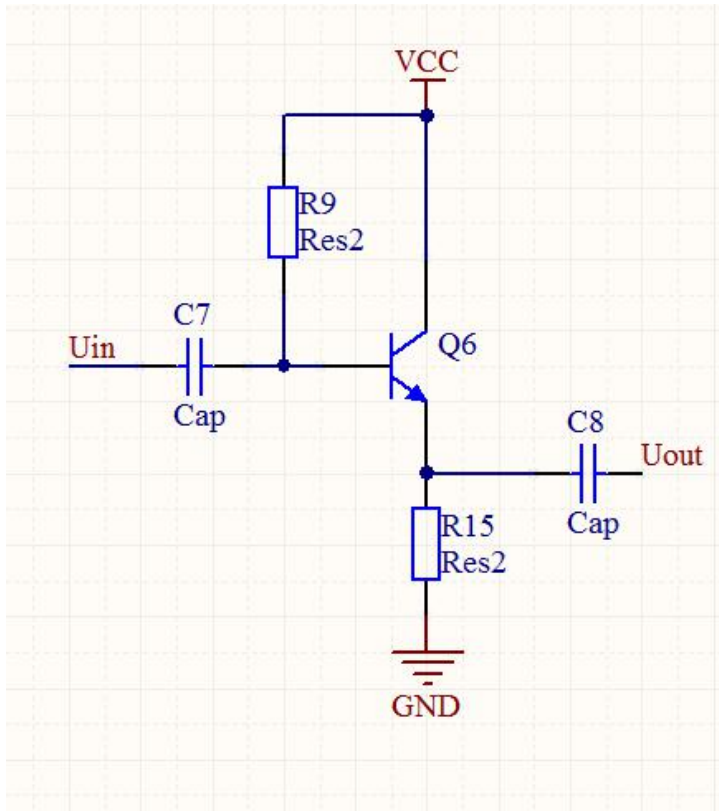 VCC
R9
Res2
C7
Uin
Q6
Cap
C8
Uout
R15
Cap
Res2
GND